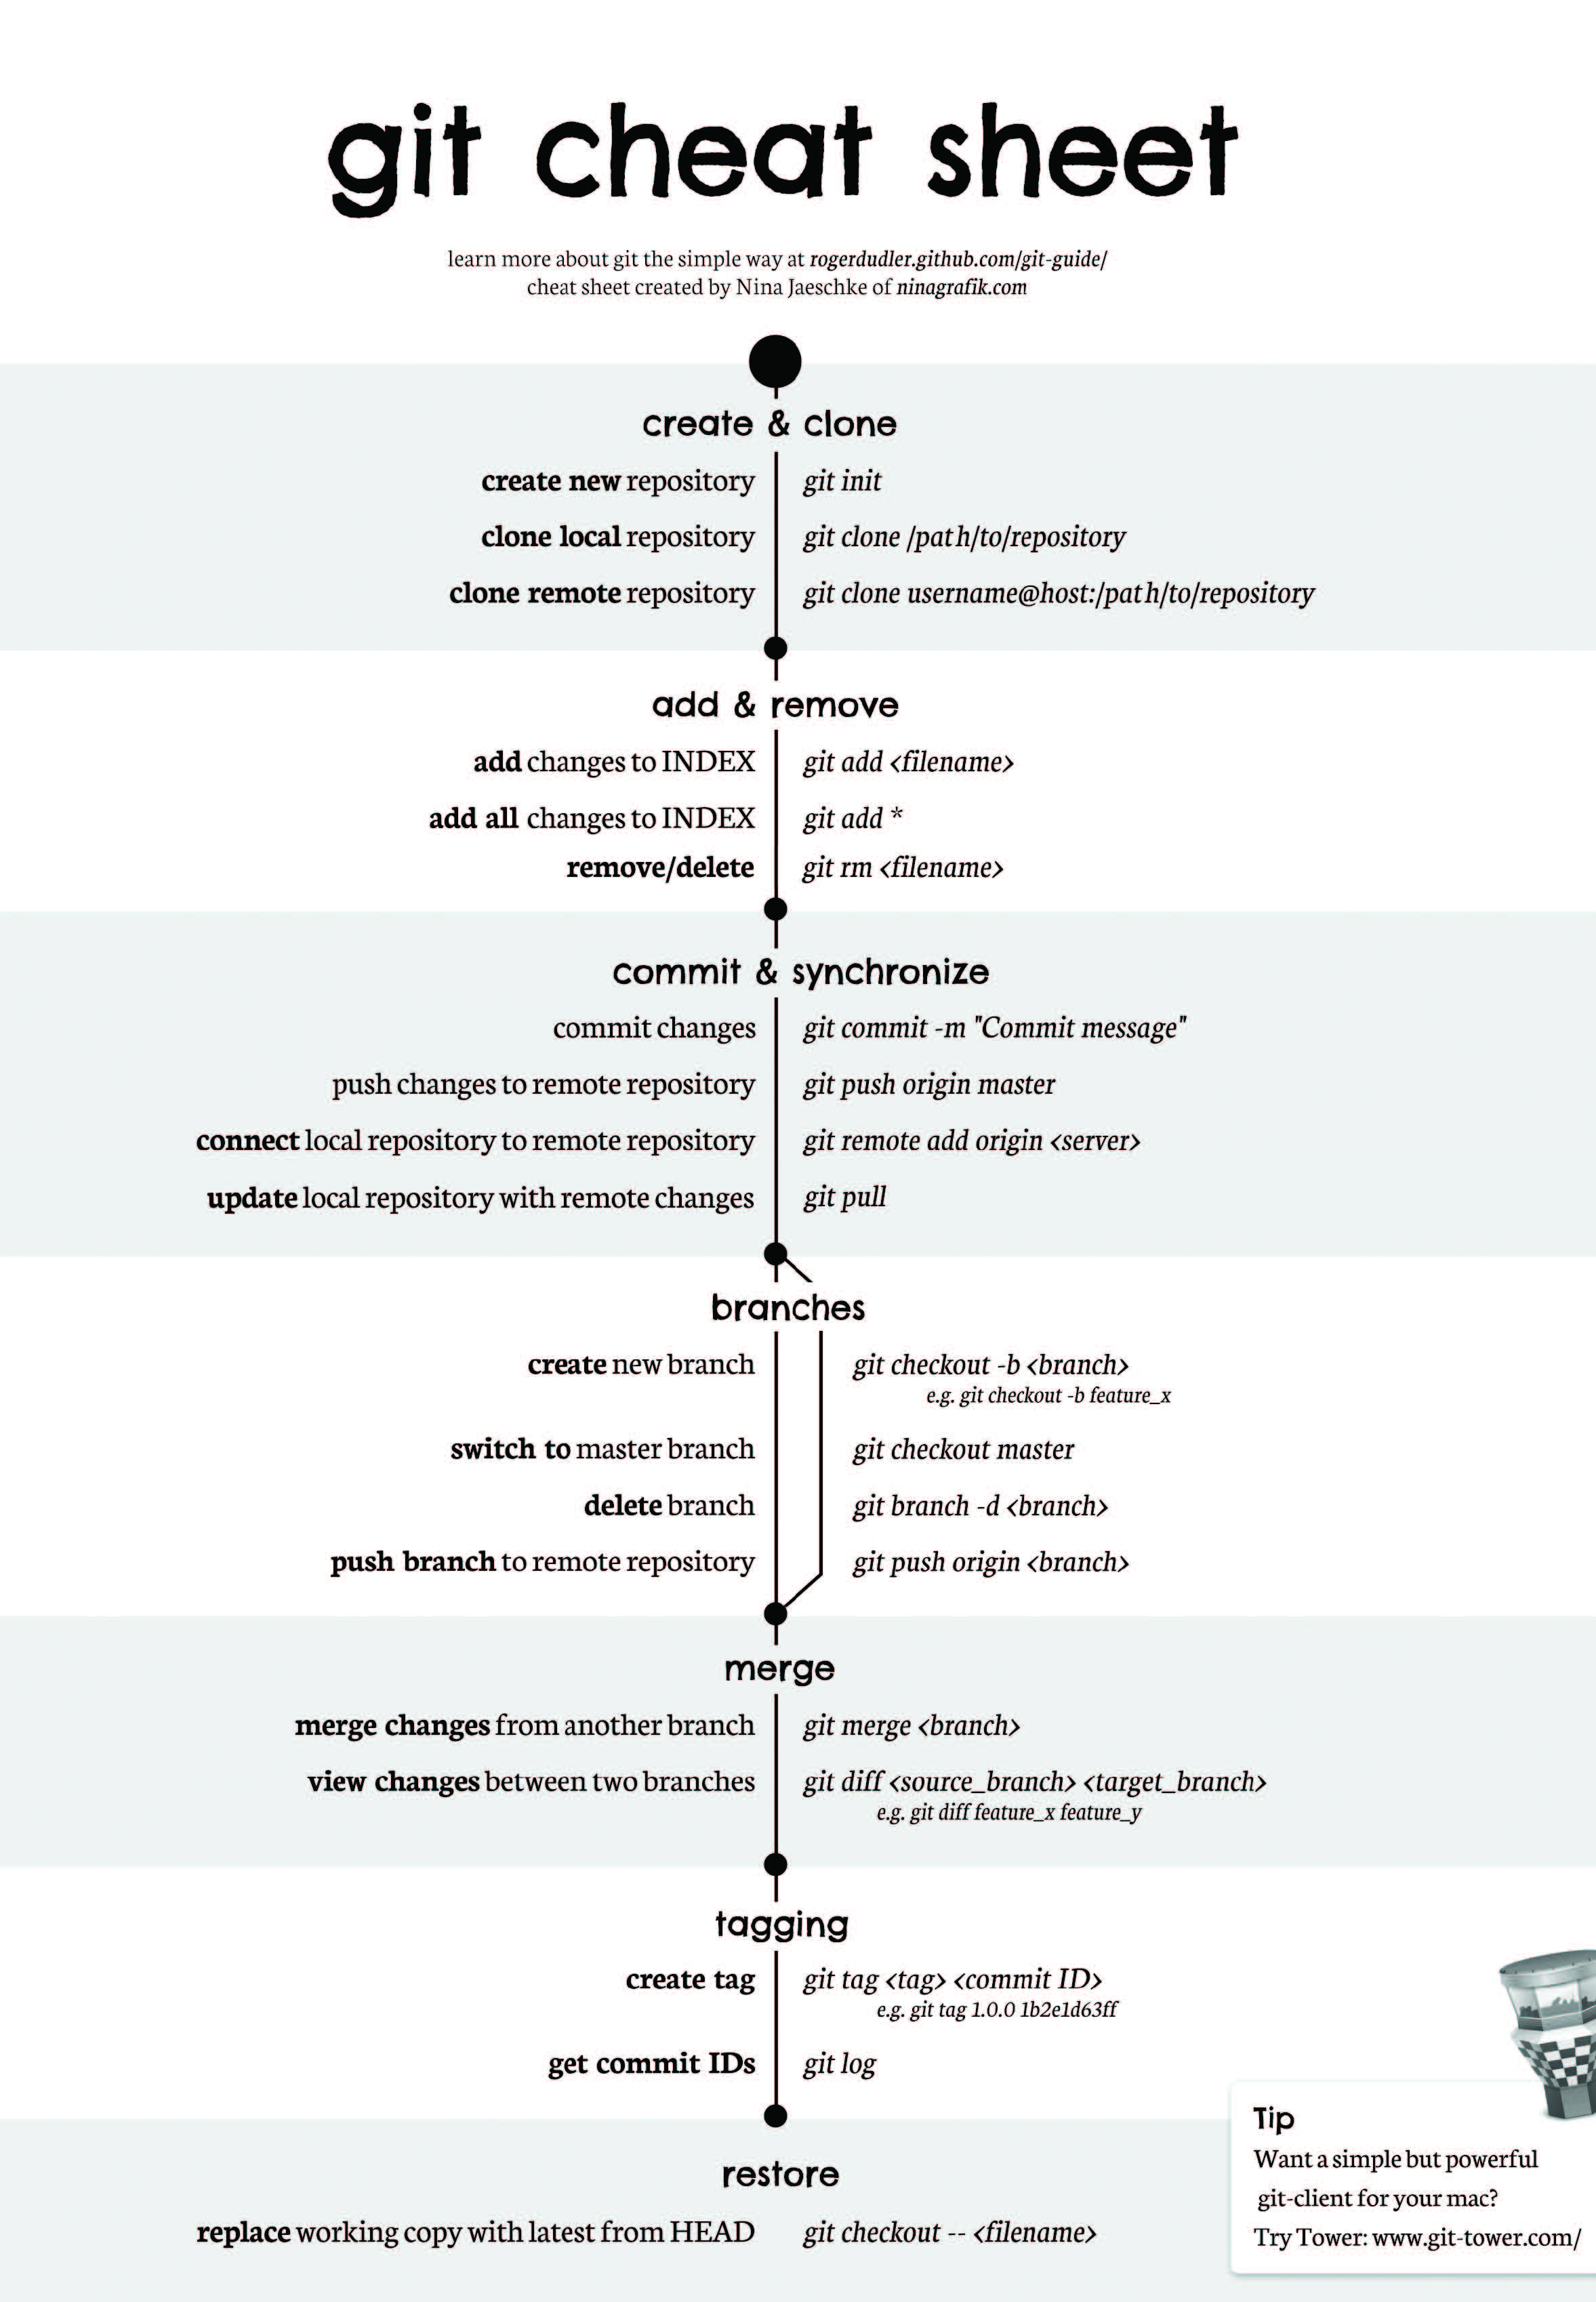 git cheat sheet
learn more about git the simple way at rogerdudler.github.com/git-guide/
cheat sheet created by Nina Jaeschke of ninagrafik.com
create & clone
create new repository git init
clone local repository git clone /path/to/repository
clone remote repository git clone username@host:/path/to/repository
add & remove
add changes to INDEX git add <filename>
add all changes to INDEX git add *
remove/delete git rm <filename>
commit & synchronize
commit changes git commit -m "Commit message"
push changes to remote repository git push origin master
connect local repository to remote repository git remote add origin <server>
update local repository with remote changes git pull
branches
create new branch git checkout -b <branch>
e.g. git checkout -b feature_x
switch to master branch git checkout master
delete branch git branch -d <branch>
push branch to remote repository git push origin <branch>
merge
merge changes from another branch git merge <branch>
view changes between two branches git diff <source_branch> <target_branch>
e.g. git diff feature_x feature_y
tagging
create tag git tag <tag> <commit ID>
e.g. git tag 1.0.0 1b2e1d63ff
get commit IDs git log
restore
replace working copy with latest from HEAD git checkout -- <filename>
Tip
Want a simple but powerful
git-client for your mac?
Try Tower: www.git-tower.com/